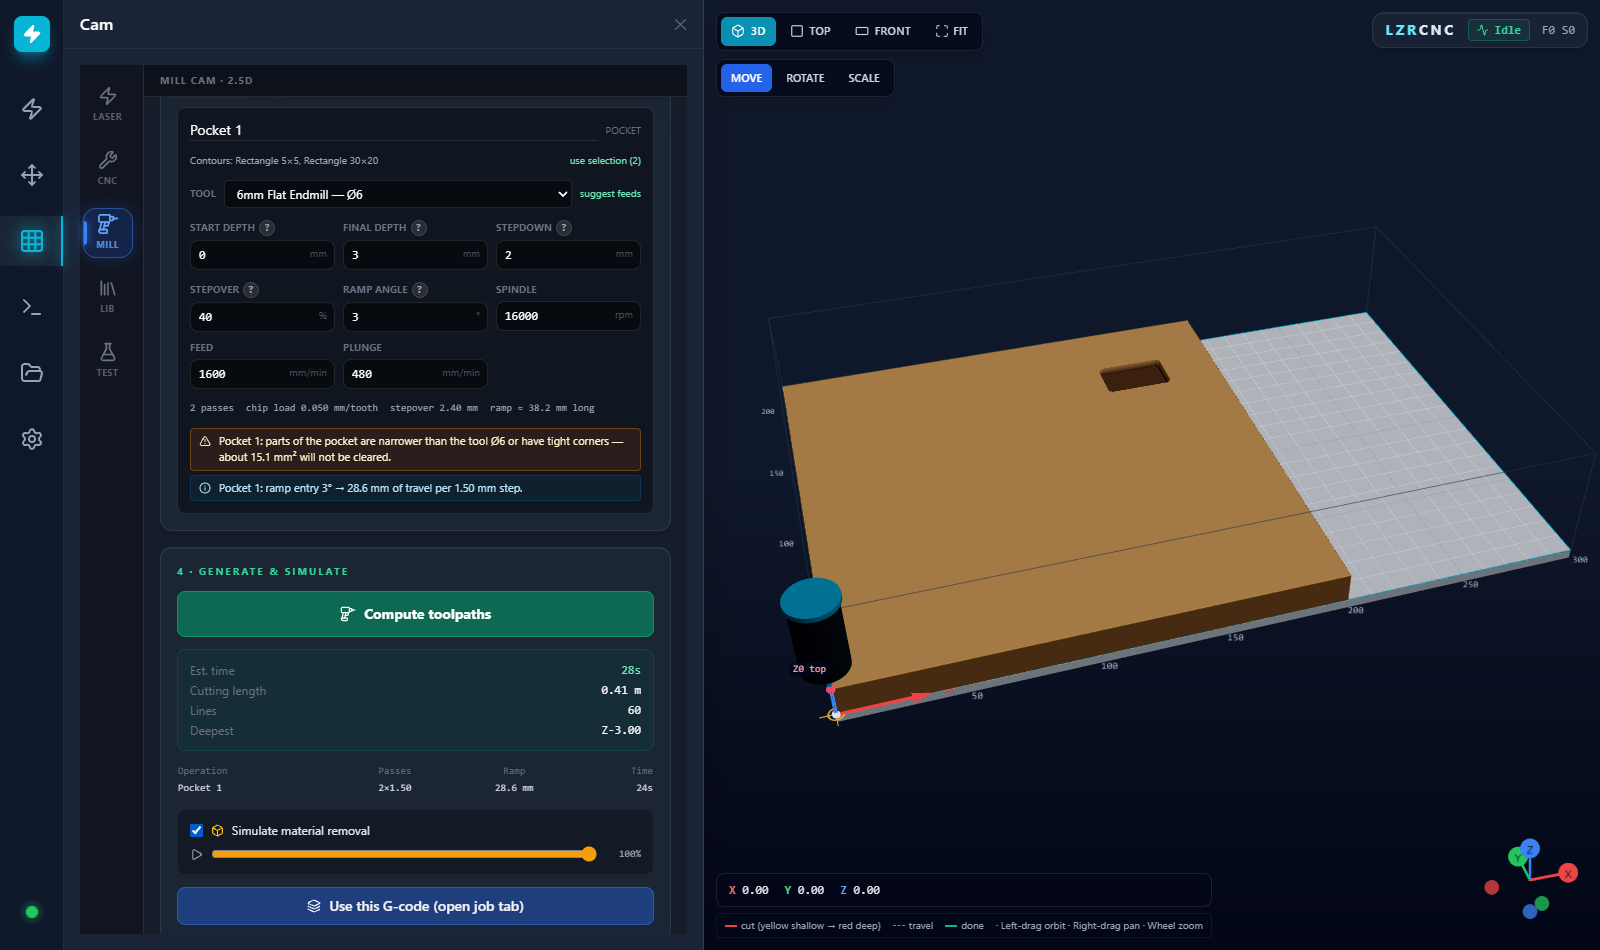 Cam
LASER
CNC
MILL
LIB
TEST
MILL CAM · 2.5D
Pocket 1
POCKET
Contours: Rectangle 5×5, Rectangle 30×20
use selection (2)
TOOL
6mm Flat Endmill — Ø6
suggest feeds
START DEPTH ?
FINAL DEPTH ?
STEPDOWN ?
0 mm
3 mm
2 mm
STEPOVER ?
RAMP ANGLE ?
SPINDLE
40 %
3 °
16000 rpm
FEED
PLUNGE
1600 mm/min
480 mm/min
2 passes chip load 0.050 mm/tooth stepover 2.40 mm ramp ≈ 38.2 mm long
Pocket 1: parts of the pocket are narrower than the tool Ø6 or have tight corners —
about 15.1 mm² will not be cleared.
Pocket 1: ramp entry 3° → 28.6 mm of travel per 1.50 mm step.
4 · GENERATE & SIMULATE
Compute toolpaths
Est. time 28s
Cutting length 0.41 m
Lines 60
Deepest Z-3.00
Operation Passes Ramp Time
Pocket 1 2×1.50 28.6 mm 24s
Simulate material removal
100%
Use this G-code (open job tab)
3D
TOP
FRONT
FIT
MOVE
ROTATE
SCALE
LZRCNC
Idle
F0 S0
200
150
100
Z0 top
50
100
150
200
250
300
X 0.00 Y 0.00 Z 0.00
cut (yellow shallow → red deep) --- travel done · Left-drag orbit · Right-drag pan · Wheel zoom
Y
Z
X